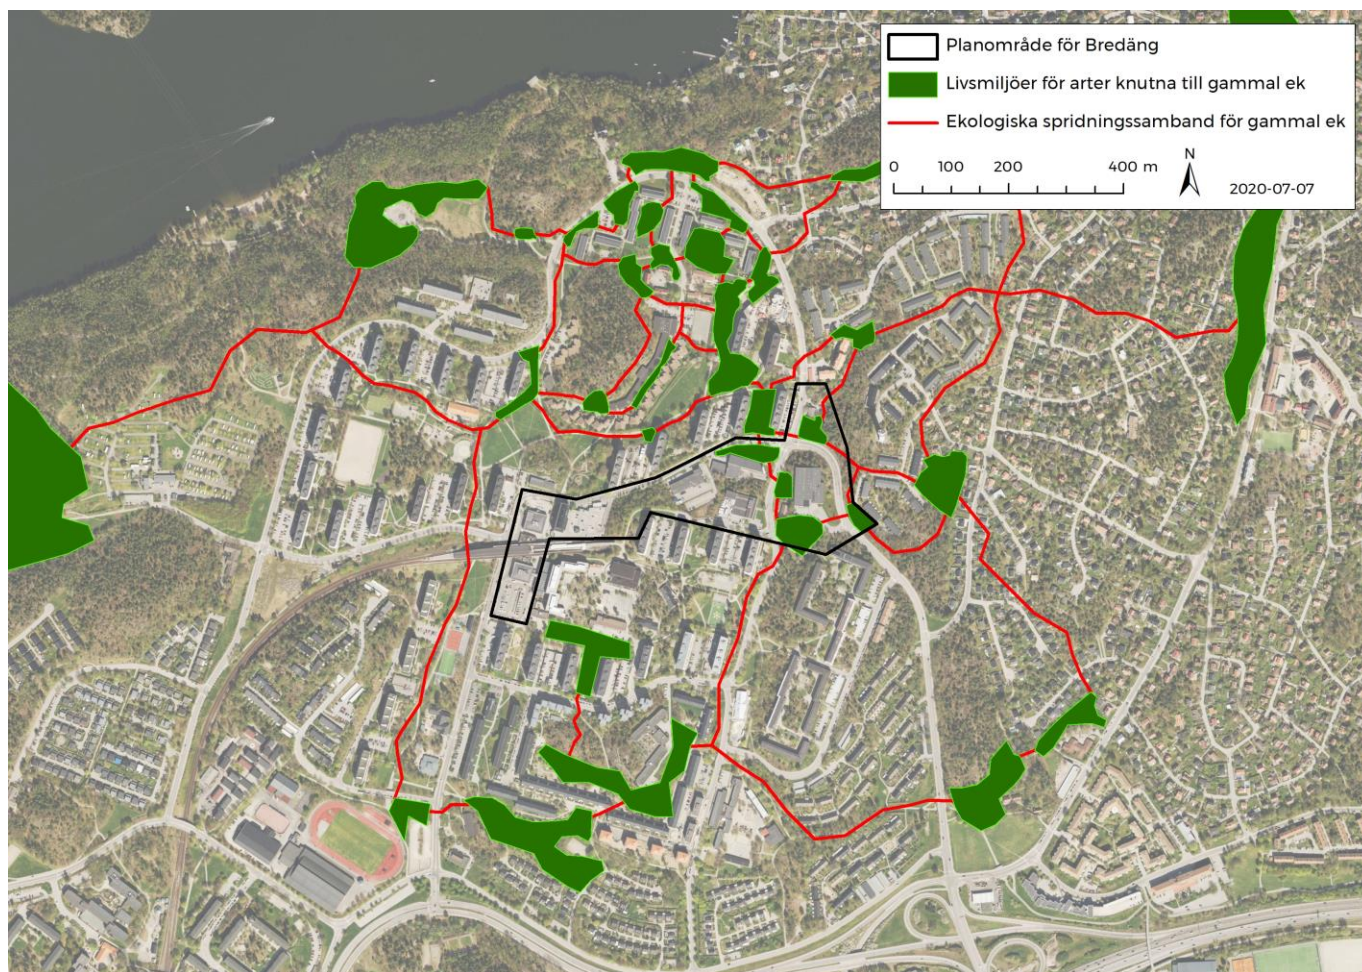 Planområde för Bredäng
Livsmiljöer för arter knutna till gammal ek
Ekologiska spridningssamband för gammal ek
0 100 200 400 m
N
2020-07-07